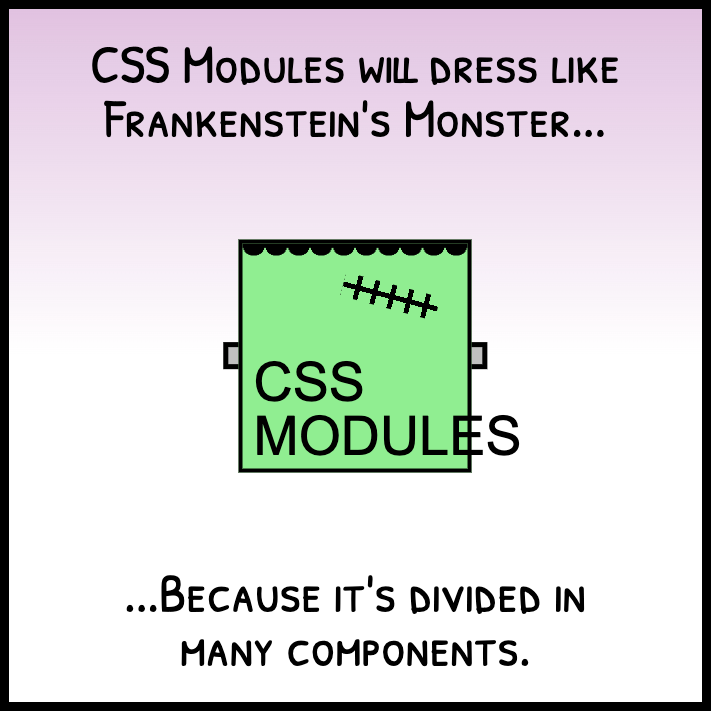 CSS Modules will dress like
Frankenstein's Monster...
CSS
MODULES
...Because it's divided in
many components.